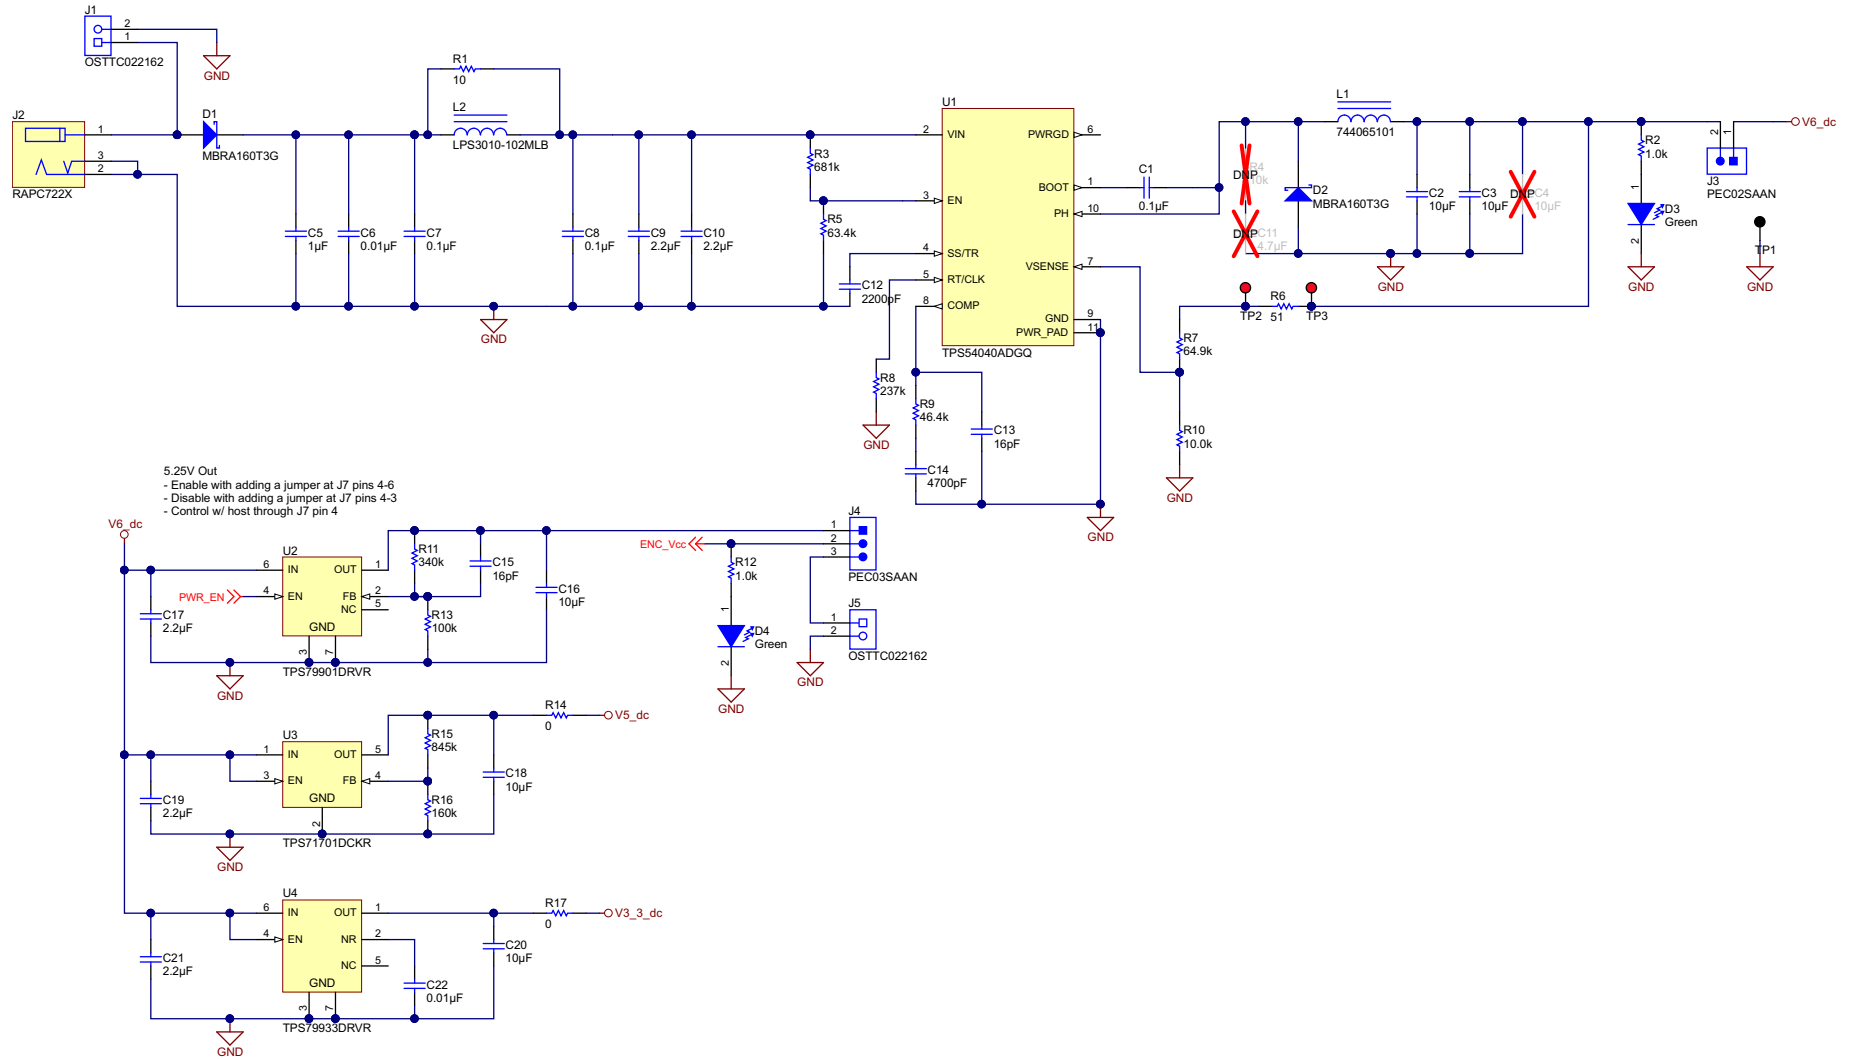 J1
2
1
OSTTC022162
GND
J2
1
3
2
RAPC722X
D1
MBRA160T3G
R1
10
L2
LPS3010-102MLB
C5
1µF
C6
0.01µF
C7
0.1µF
C8
0.1µF
C9
2.2µF
C10
2.2µF
GND
R3
681k
R5
63.4k
C12
2200pF
U1
2
VIN
3
EN
4
SS/TR
5
RT/CLK
8
COMP
PWRGD
6
BOOT
1
PH
10
VSENSE
7
GND
9
PWR_PAD
11
TPS54040ADGQ
R8
237k
GND
R9
46.4k
C14
4700pF
C13
16pF
GND
C1
0.1µF
R4
10k
DNP
C11
4.7µF
DNP
D2
MBRA160T3G
L1
744065101
C2
10µF
C3
10µF
C4
10µF
DNP
GND
R2
1.0k
1
D3
Green
2
GND
2
1
J3
PEC02SAAN
V6_dc
TP1
GND
TP2
R6
51
TP3
R7
64.9k
R10
10.0k
GND
5.25V Out
- Enable with adding a jumper at J7 pins 4-6
- Disable with adding a jumper at J7 pins 4-3
- Control w/ host through J7 pin 4
V6_dc
U2
6
IN
OUT
1
PWR_EN
4
EN
FB
2
NC
5
GND
3
7
TPS79901DRVR
C17
2.2µF
GND
R11
340k
R13
100k
C15
16pF
C16
10µF
ENC_Vcc
R12
1.0k
1
D4
Green
2
GND
J4
1
2
3
PEC03SAAN
J5
1
2
OSTTC022162
GND
U3
1
IN
OUT
5
3
EN
FB
4
GND
2
TPS71701DCKR
C19
2.2µF
GND
R15
845k
R16
160k
C18
10µF
R14
0
V5_dc
U4
6
IN
OUT
1
4
EN
NR
2
NC
5
GND
3
7
TPS79933DRVR
C21
2.2µF
GND
C22
0.01µF
C20
10µF
R17
0
V3_3_dc